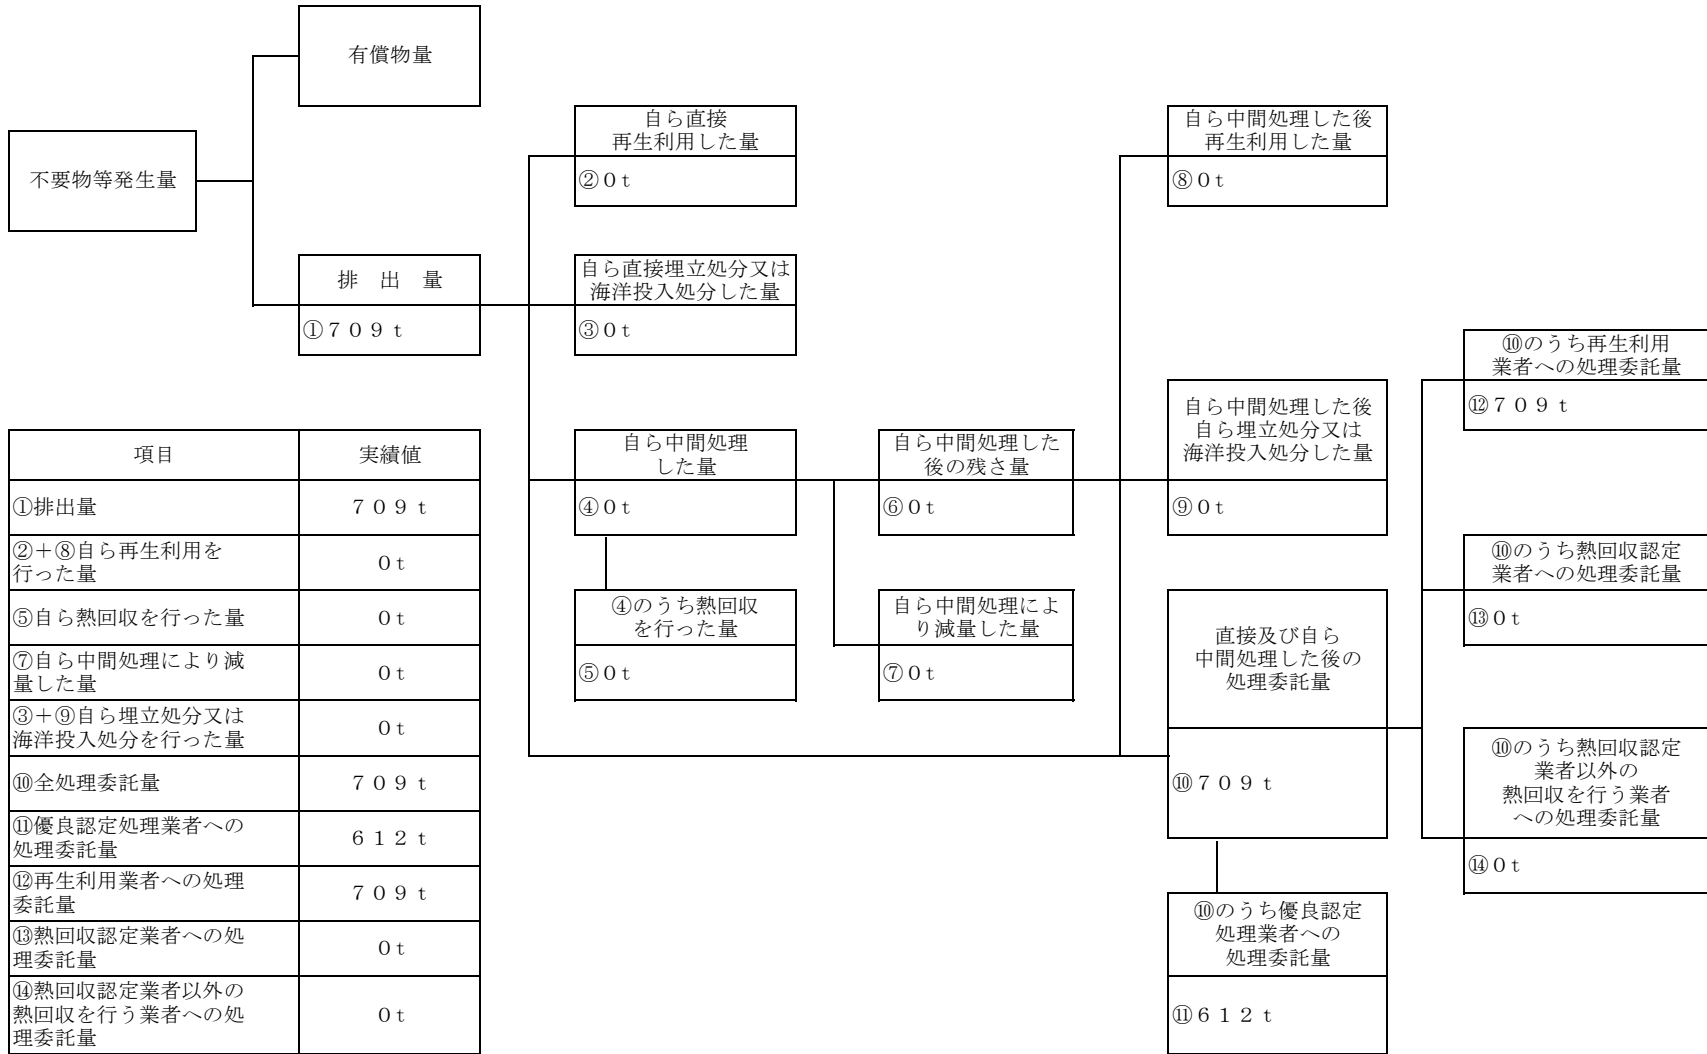 有償物量
不要物等発生量
排　出　量
①７０９ｔ
自ら直接
再生利用した量
②０ｔ
自ら直接埋立処分又は
海洋投入処分した量
③０ｔ
自ら中間処理
した量
④０ｔ
④のうち熱回収
を行った量
⑤０ｔ
自ら中間処理した
後の残さ量
⑥０ｔ
自ら中間処理によ
り減量した量
⑦０ｔ
自ら中間処理した後
再生利用した量
⑧０ｔ
自ら中間処理した後
自ら埋立処分又は
海洋投入処分した量
⑨０ｔ
直接及び自ら
中間処理した後の
処理委託量
⑩７０９ｔ
⑩のうち優良認定
処理業者への
処理委託量
⑪６１２ｔ
⑩のうち再生利用
業者への処理委託量
⑫７０９ｔ
⑩のうち熱回収認定
業者への処理委託量
⑬０ｔ
⑩のうち熱回収認定
業者以外の
熱回収を行う業者
への処理委託量
⑭０ｔ
項目　実績値
①排出量　７０９ｔ
②＋⑧自ら再生利用を
行った量　０ｔ
⑤自ら熱回収を行った量　０ｔ
⑦自ら中間処理により減
量した量　０ｔ
③＋⑨自ら埋立処分又は
海洋投入処分を行った量　０ｔ
⑩全処理委託量　７０９ｔ
⑪優良認定処理業者への
処理委託量　６１２ｔ
⑫再生利用業者への処理
委託量　７０９ｔ
⑬熱回収認定業者への処
理委託量　０ｔ
⑭熱回収認定業者以外の
熱回収を行う業者への処
理委託量　０ｔ